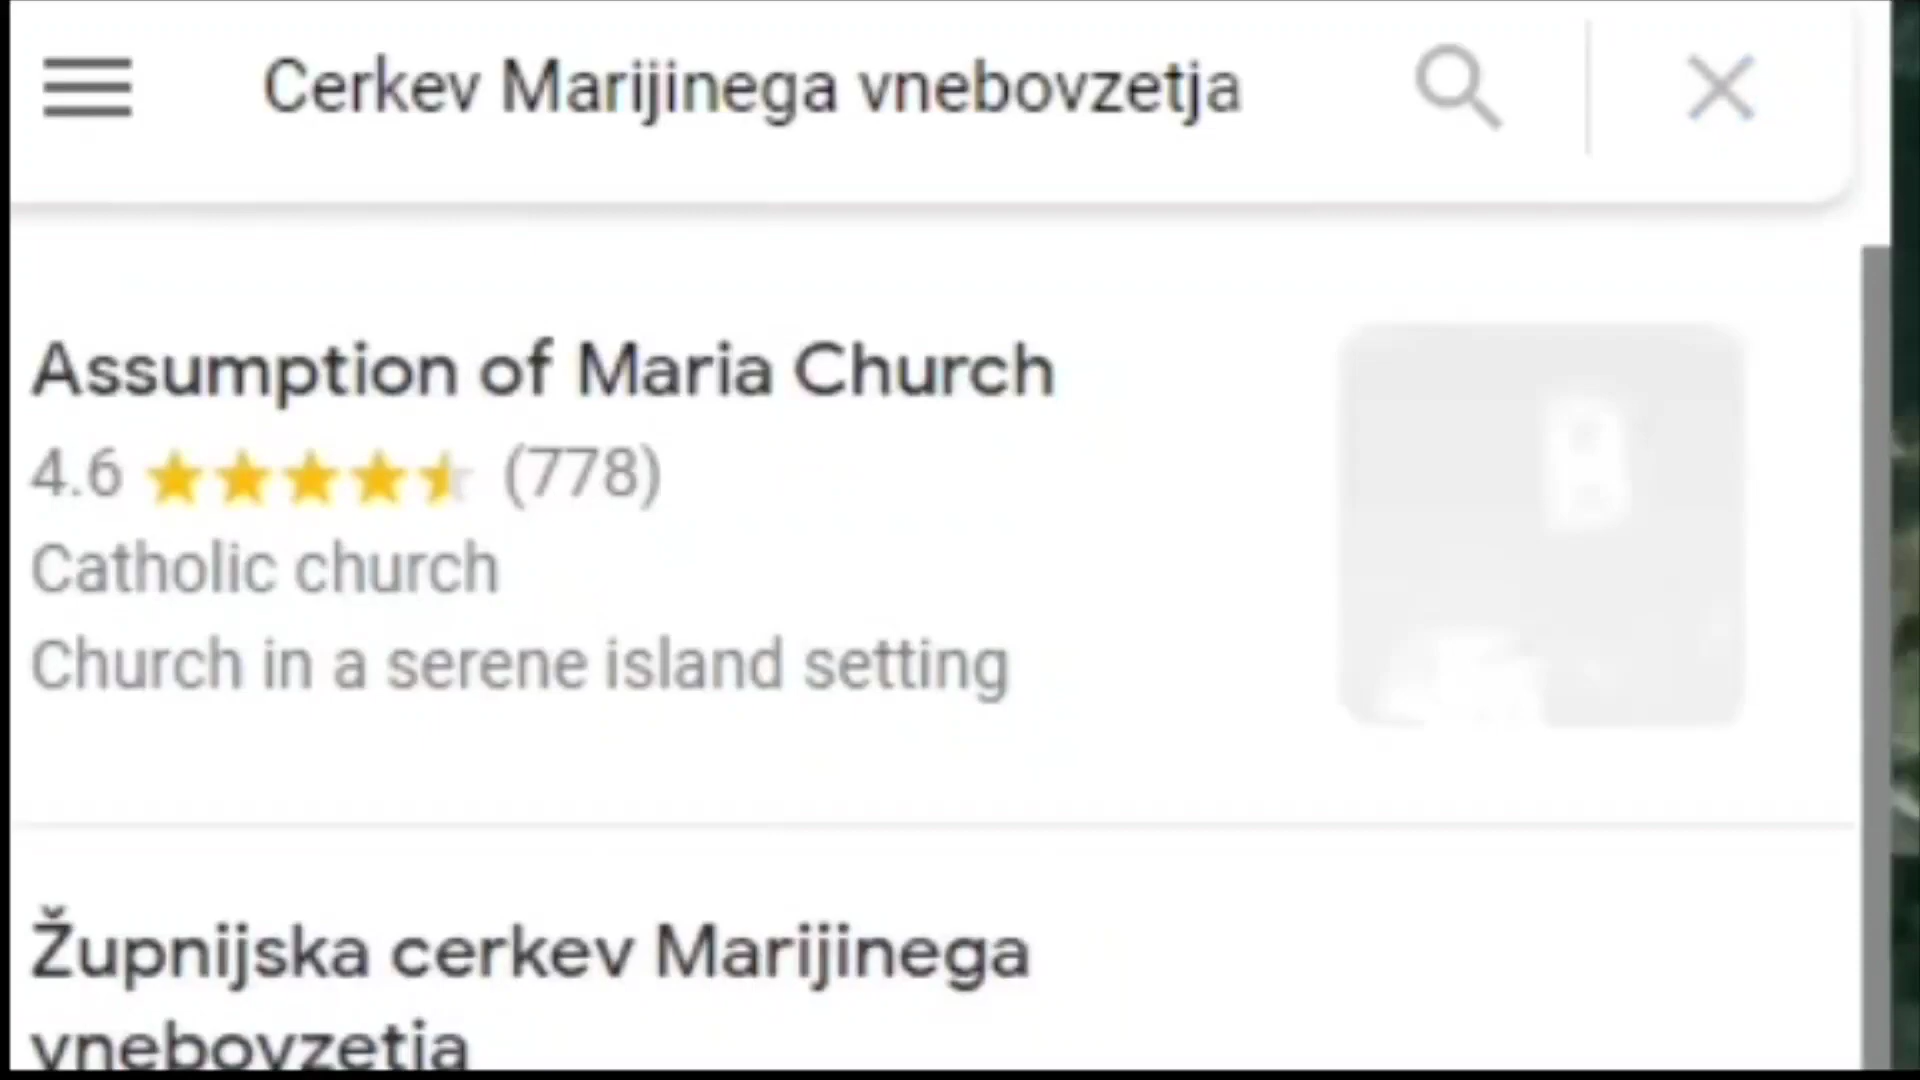 Cerkev Marijinega vnebovzetja
Assumption of Maria Church
4.6 (778)
Catholic church
Church in a serene island setting
Župnijska cerkev Marijinega
vnebovzetja